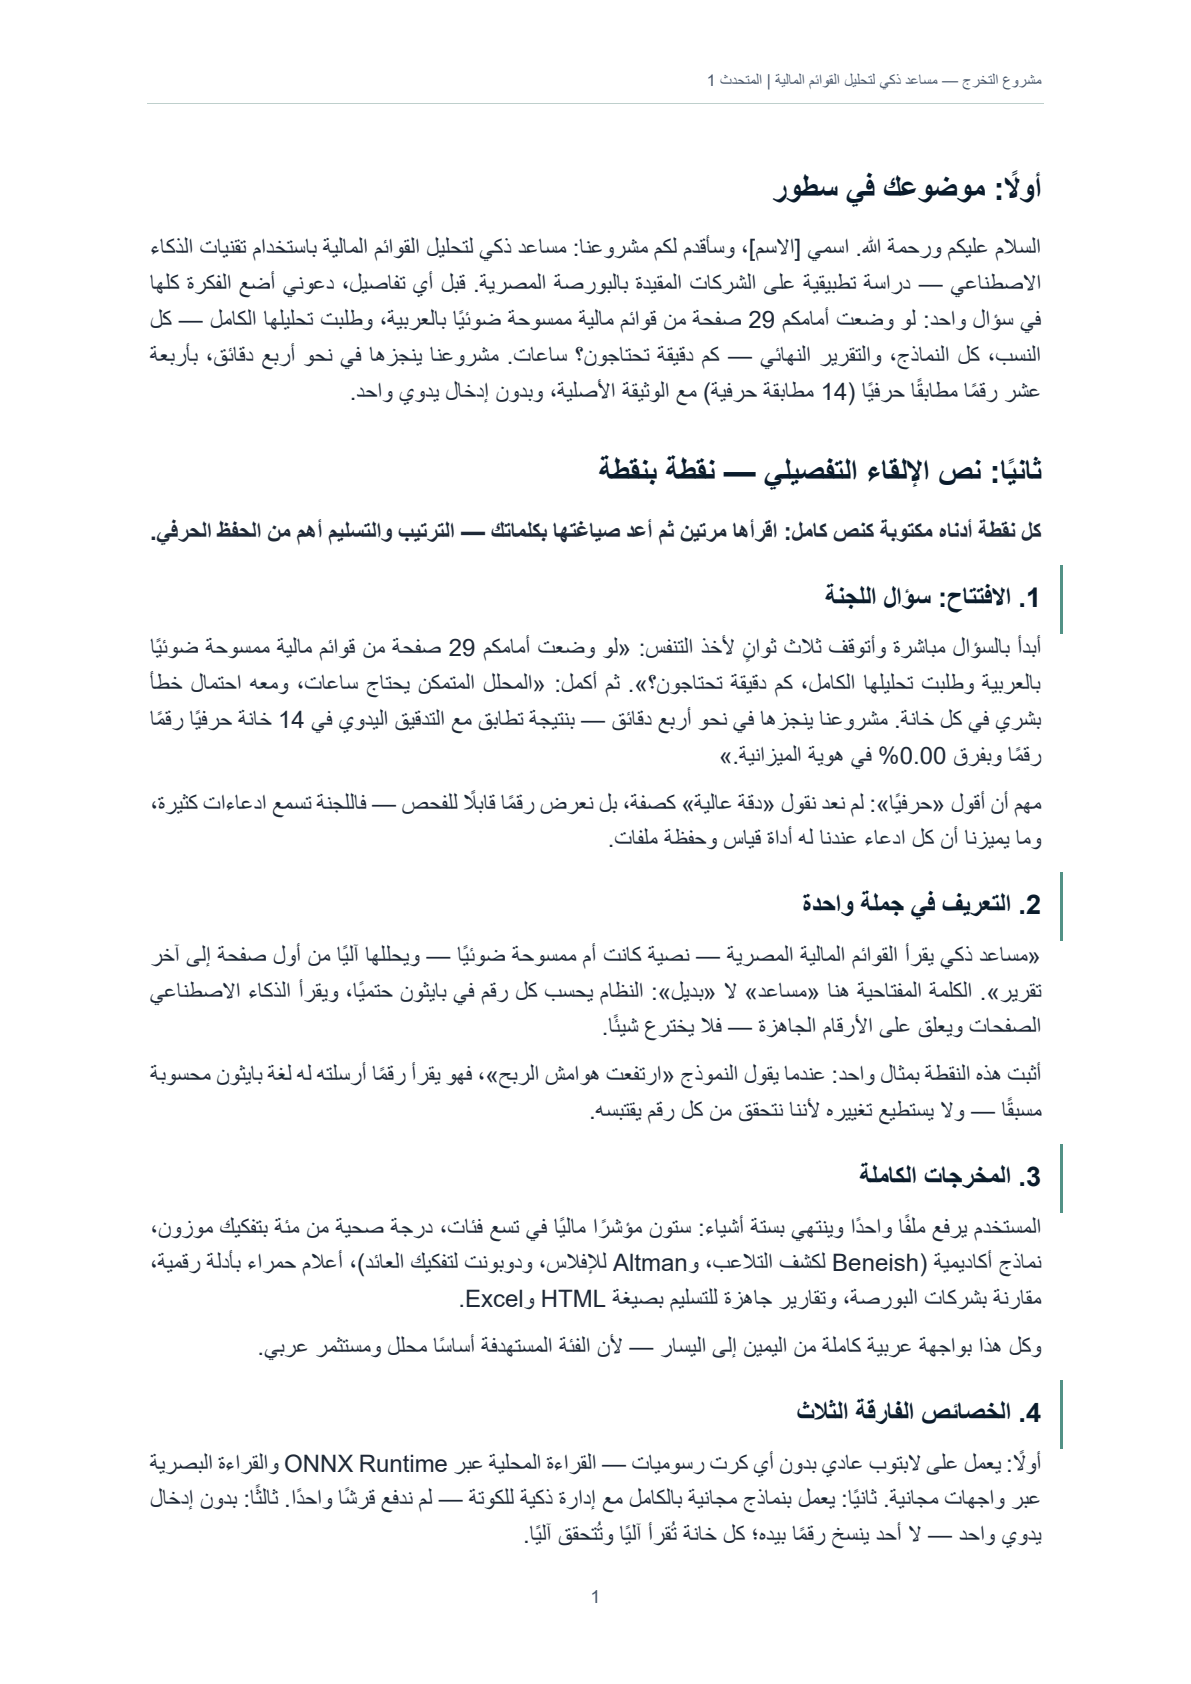 مشروع التخرج — مساعد ذكي لتحليل القوائم المالية | المتحدث 1
أولًا: موضوعك في سطور
السلام عليكم ورحمة الله. اسمي [الاسم]، وسأقدم لكم مشروعنا: مساعد ذكي لتحليل القوائم المالية باستخدام تقنيات الذكاء
الاصطناعي — دراسة تطبيقية على الشركات المقيدة بالبورصة المصرية. قبل أي تفاصيل، دعوني أضع الفكرة كلها
في سؤال واحد: لو وضعت أمامكم 29 صفحة من قوائم مالية ممسوحة ضوئيًا بالعربية، وطلبت تحليلها الكامل — كل
النسب، كل النماذج، والتقرير النهائي — كم دقيقة تحتاجون؟ ساعات. مشروعنا ينجزها في نحو أربع دقائق، بأربعة
عشر رقمًا مطابقًا حرفيًا (14 مطابقة حرفية) مع الوثيقة الأصلية، وبدون إدخال يدوي واحد.
ثانيًا: نص الإلقاء التفصيلي — نقطة بنقطة
كل نقطة أدناه مكتوبة كنص كامل: اقرأها مرتين ثم أعد صياغتها بكلماتك — الترتيب والتسليم أهم من الحفظ الحرفي.
1. الافتتاح: سؤال اللجنة
أبدأ بالسؤال مباشرة وأتوقف ثلاث ثوانٍ لأخذ التنفس: «لو وضعت أمامكم 29 صفحة من قوائم مالية ممسوحة ضوئيًا
بالعربية وطلبت تحليلها الكامل، كم دقيقة تحتاجون؟». ثم أكمل: «المحلل المتمكن يحتاج ساعات، ومعه احتمال خطأ
بشري في كل خانة. مشروعنا ينجزها في نحو أربع دقائق — بنتيجة تطابق مع التدقيق اليدوي في 14 خانة حرفيًا رقمًا
رقمًا وبفرق 0.00% في هوية الميزانية.»
مهم أن أقول «حرفيًا»: لم نعد نقول «دقة عالية» كصفة، بل نعرض رقمًا قابلًا للفحص — فاللجنة تسمع ادعاءات كثيرة،
وما يميزنا أن كل ادعاء عندنا له أداة قياس وحفظة ملفات.
2. التعريف في جملة واحدة
«مساعد ذكي يقرأ القوائم المالية المصرية — نصية كانت أم ممسوحة ضوئيًا — ويحللها آليًا من أول صفحة إلى آخر
تقرير». الكلمة المفتاحية هنا «مساعد» لا «بديل»: النظام يحسب كل رقم في بايثون حتميًا، ويقرأ الذكاء الاصطناعي
الصفحات ويعلق على الأرقام الجاهزة — فلا يخترع شيئًا.
أثبت هذه النقطة بمثال واحد: عندما يقول النموذج «ارتفعت هوامش الربح»، فهو يقرأ رقمًا أرسلته له لغة بايثون محسوبة
مسبقًا — ولا يستطيع تغييره لأننا نتحقق من كل رقم يقتبسه.
3. المخرجات الكاملة
المستخدم يرفع ملفًا واحدًا وينتهي بستة أشياء: ستون مؤشرًا ماليًا في تسع فئات، درجة صحية من مئة بتفكيك موزون،
نماذج أكاديمية (Beneish لكشف التلاعب، وAltman للإفلاس، ودوبونت لتفكيك العائد)، أعلام حمراء بأدلة رقمية،
مقارنة بشركات البورصة، وتقارير جاهزة للتسليم بصيغة HTML وExcel.
وكل هذا بواجهة عربية كاملة من اليمين إلى اليسار — لأن الفئة المستهدفة أساسًا محلل ومستثمر عربي.
4. الخصائص الفارقة الثلاث
أولًا: يعمل على لابتوب عادي بدون أي كرت رسوميات — القراءة المحلية عبر ONNX Runtime والقراءة البصرية
عبر واجهات مجانية. ثانيًا: يعمل بنماذج مجانية بالكامل مع إدارة ذكية للكوتة — لم ندفع قرشًا واحدًا. ثالثًا: بدون إدخال
يدوي واحد — لا أحد ينسخ رقمًا بيده؛ كل خانة تُقرأ آليًا وتُتحقق آليًا.
1